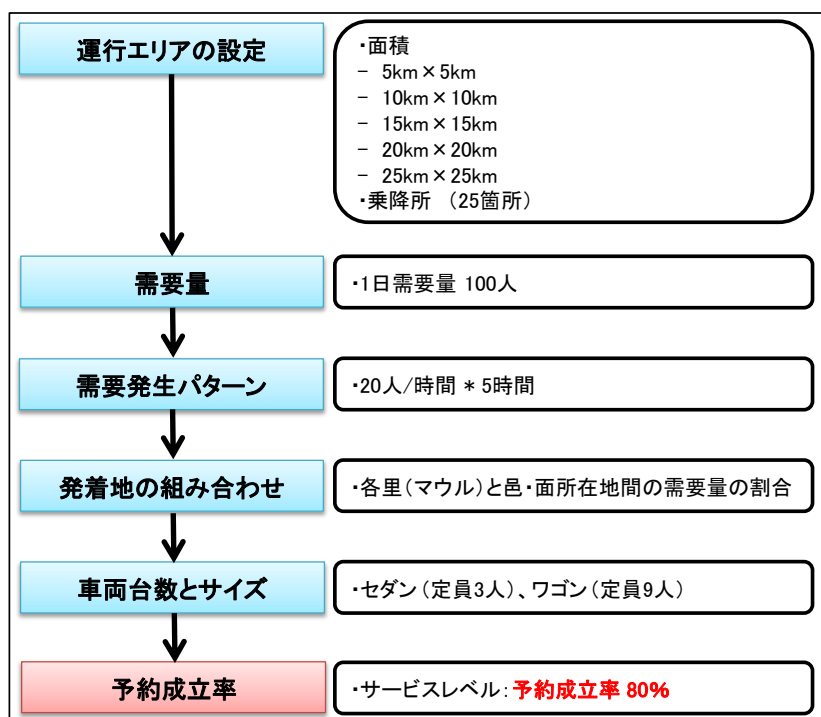 運行エリアの設定
・面積
- 5km×5km
- 10km×10km
- 15km×15km
- 20km×20km
- 25km×25km
・乗降所 （25箇所）
需要量
・1日需要量 100人
需要発生パターン
・20人/時間 * 5時間
発着地の組み合わせ
・各里（マウル）と邑・面所在地間の需要量の割合
車両台数とサイズ
・セダン（定員3人）、ワゴン（定員9人）
予約成立率
・サービスレベル：予約成立率 80%